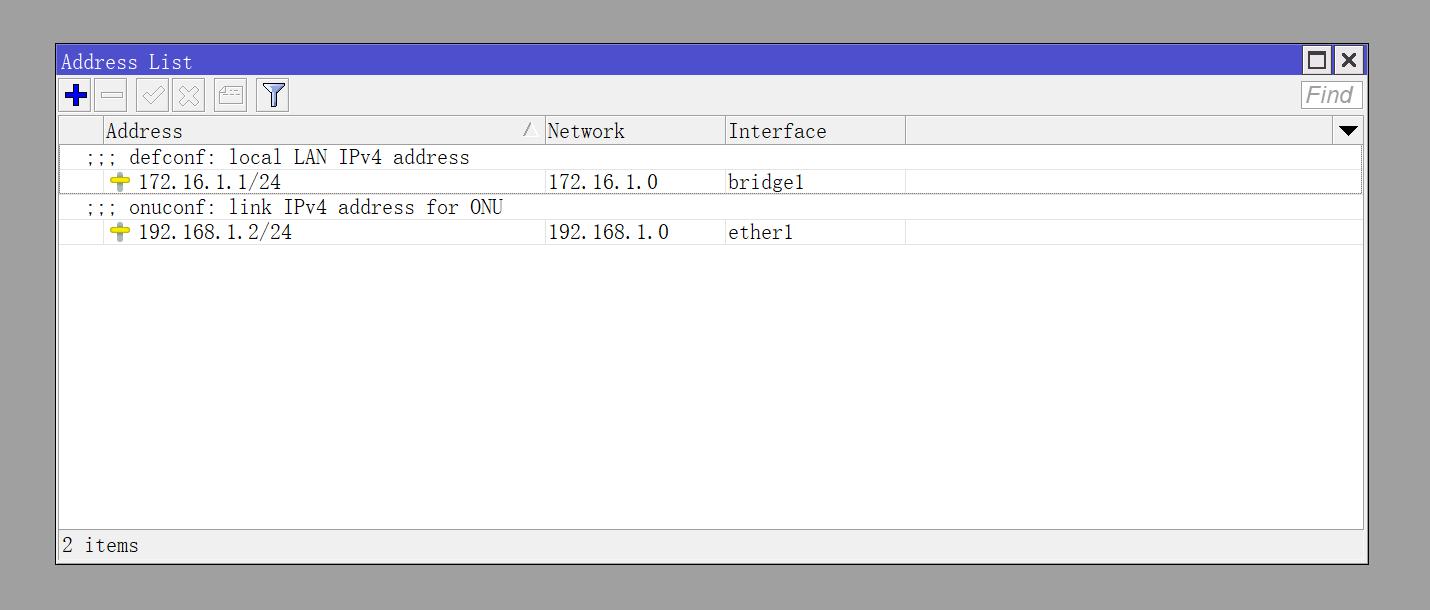 Address List
Find
Address Network Interface
;;; defconf: local LAN IPv4 address
172.16.1.1/24 172.16.1.0 bridge1
;;; onuconf: link IPv4 address for ONU
192.168.1.2/24 192.168.1.0 ether1
2 items